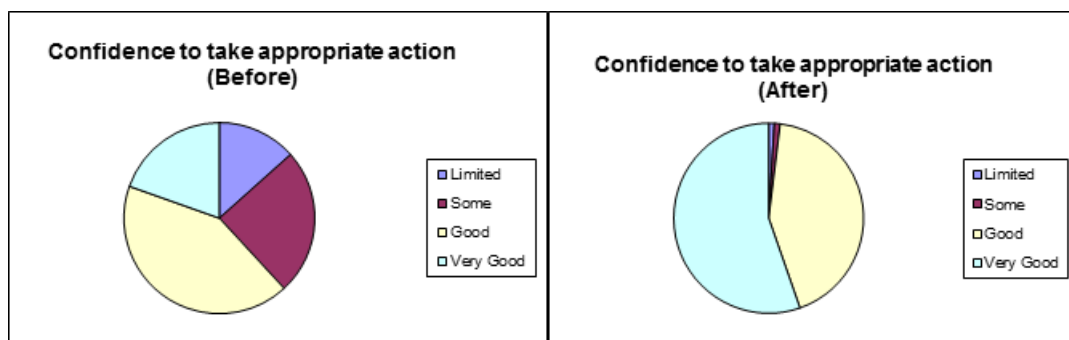 Confidence to take appropriate action
(Before)
Limited
Some
Good
Very Good
Confidence to take appropriate action
(After)
Limited
Some
Good
Very Good